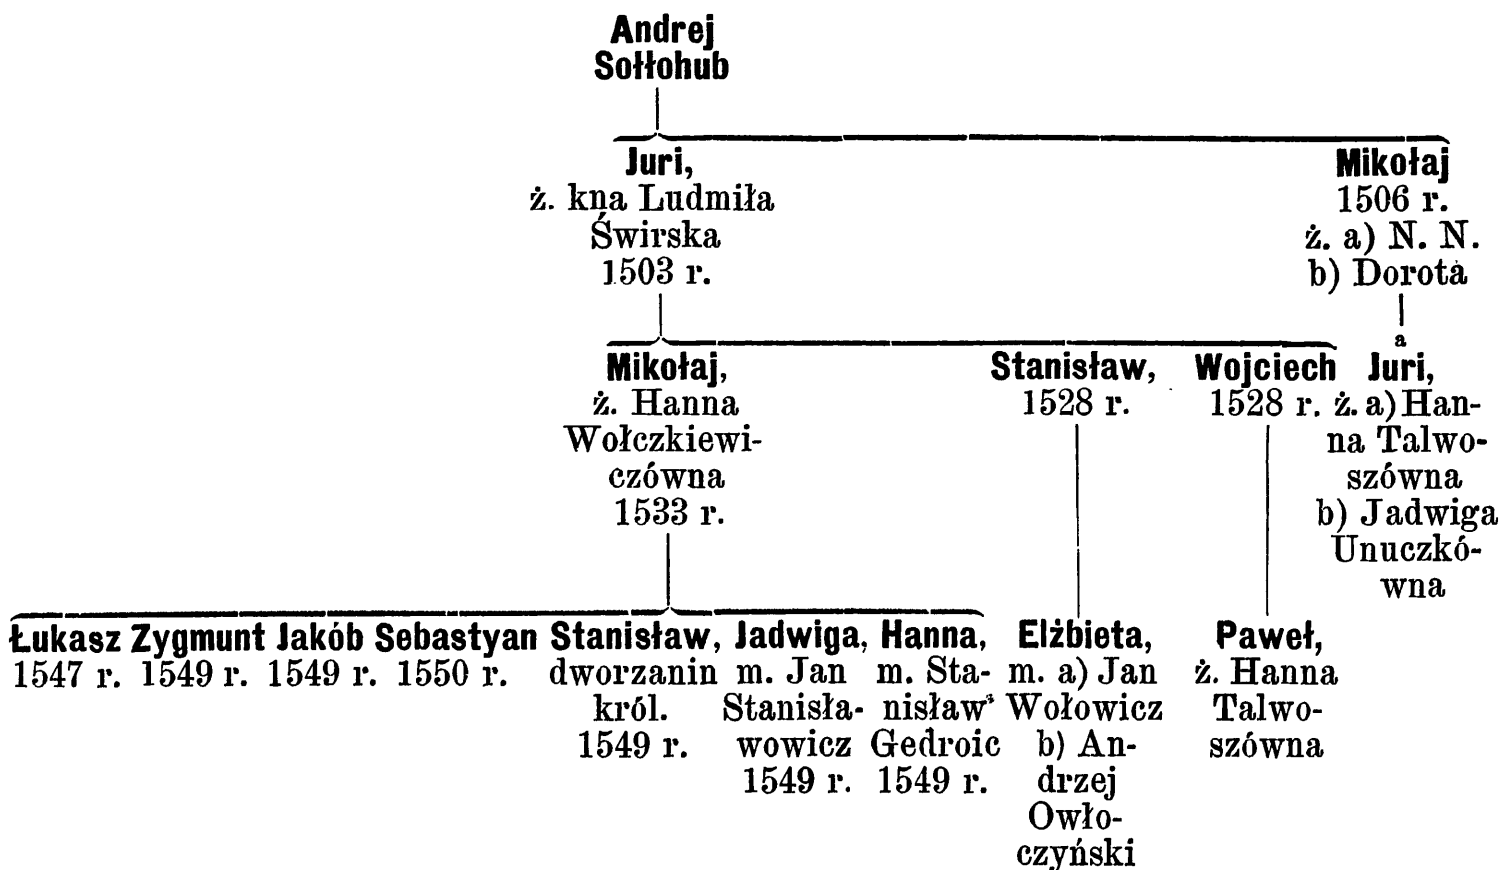 Andrej
Sołłohub
Juri,
ż. kna Ludmiła
Świrska
1503 r.
Mikołaj
1506 r.
ż. a) N. N.
b) Dorota
Mikołaj,
ż. Hanna
Wołczkiewi-
czówna
1533 r.
Stanisław,
1528 r.
Wojciech
1528 r.
a
Juri,
ż. a) Han-
na Talwo-
szówna
b) Jadwiga
Unuczkó-
wna
Łukasz
1547 r.
Zygmunt
1549 r.
Jakób
1549 r.
Sebastyan
1550 r.
Stanisław,
dworzanin
król.
1549 r.
Jadwiga,
m. Jan
Stanisła-
wowicz
1549 r.
Hanna,
m. Sta-
nisław
Gedroic
1549 r.
Elżbieta,
m. a) Jan
Wołowicz
b) An-
drzej
Owło-
czyński
Paweł,
ż. Hanna
Talwo-
szówna